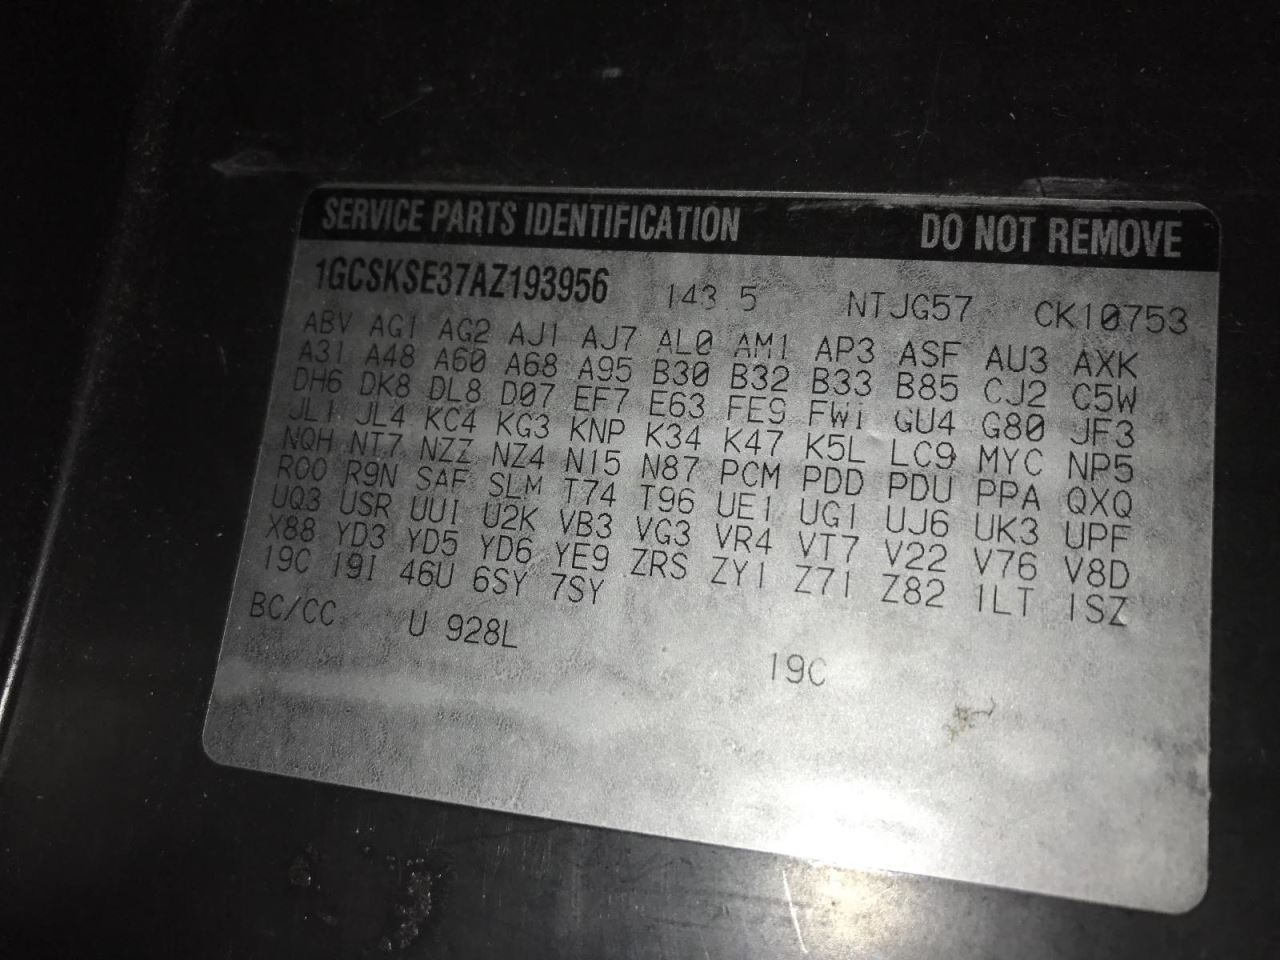 SERVICE PARTS IDENTIFICATION DO NOT REMOVE
1GCSKSE37AZ193956 143.5 NTJG57 CK10753
ABV AG1 AG2 AJ1 AJ7 AL0 AM1 AP3 ASF AU3 AXK
A31 A48 A60 A68 A95 B30 B32 B33 B85 CJ2 C5W
DH6 DK8 DL8 D07 EF7 E63 FE9 FW1 GU4 G80 JF3
JL1 JL4 KC4 KG3 KNP K34 K47 K5L LC9 MYC NP5
NQH NT7 NZZ NZ4 N15 N87 PCM PDD PDU PPA QXQ
R00 R9N SAF SLM T74 T96 UE1 UG1 UJ6 UK3 UPF
UQ3 USR UU1 U2K VB3 VG3 VR4 VT7 V22 V76 V8D
X88 YD3 YD5 YD6 YE9 ZRS ZY1 Z71 Z82 1LT 1SZ
19C 191 46U 6SY 7SY
BC/CC U 928L 19C